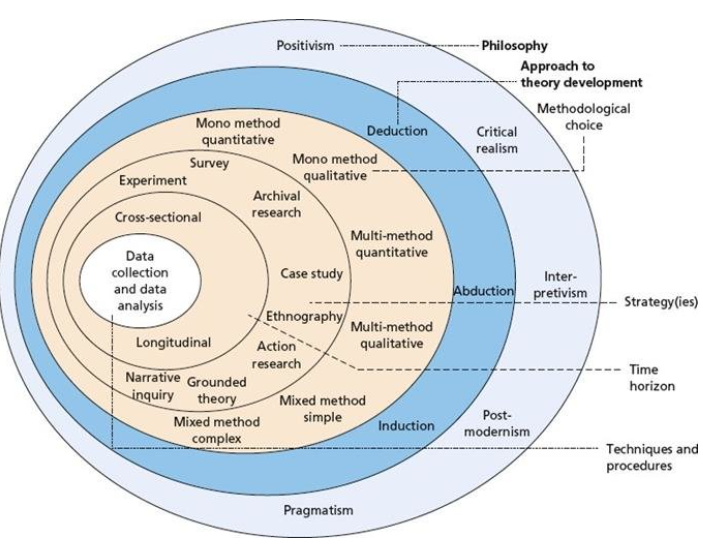 Positivism
Philosophy
Approach to
theory development
Methodological
choice
Mono method
quantitative
Deduction
Critical
realism
Survey
Mono method
qualitative
Experiment
Archival
research
Cross-sectional
Multi-method
quantitative
Data
collection
and data
analysis
Case study
Abduction
Inter-
pretivism
Strategy(ies)
Ethnography
Multi-method
qualitative
Longitudinal
Action
research
Time
horizon
Narrative
inquiry
Grounded
theory
Mixed method
simple
Mixed method
complex
Induction
Post-
modernism
Techniques and
procedures
Pragmatism